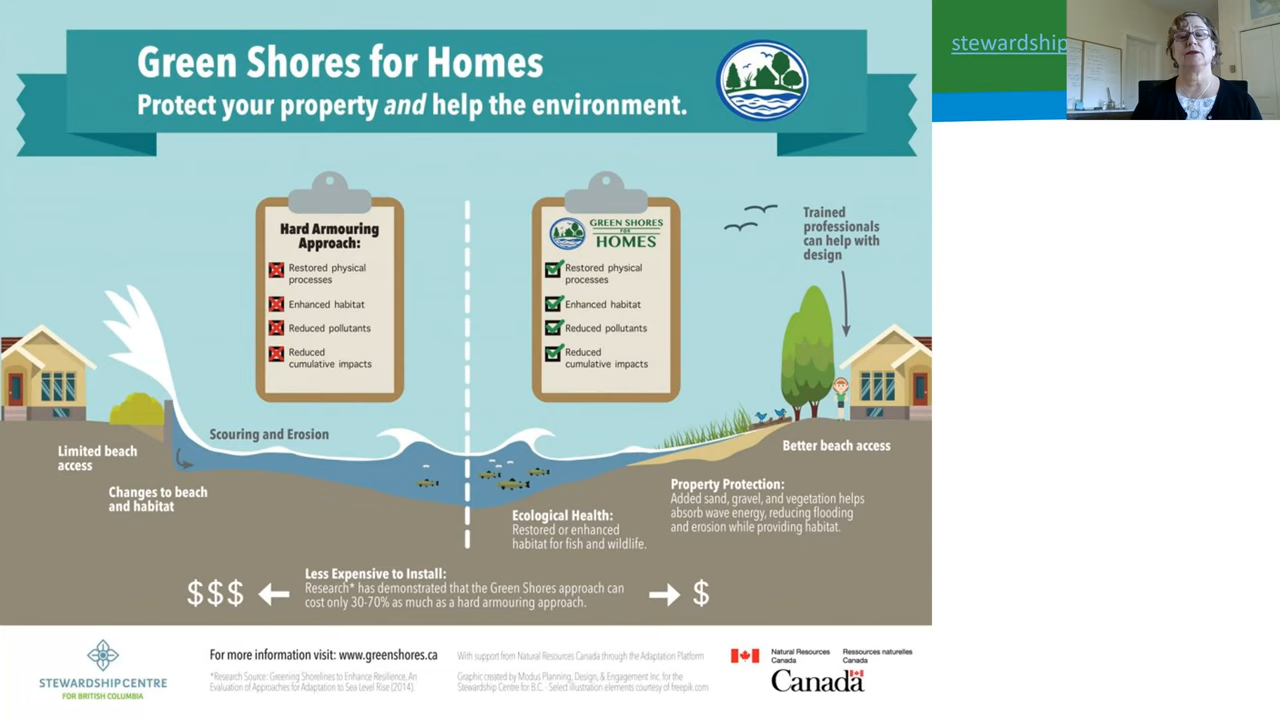 Green Shores for Homes
Protect your property and help the environment.
stewardship
Hard Armouring
Approach:
Restored physical
processes
Enhanced habitat
Reduced pollutants
Reduced
cumulative impacts
GREEN SHORES
FOR
HOMES
Restored physical
processes
Enhanced habitat
Reduced pollutants
Reduced
cumulative impacts
Trained
professionals
can help with
design
Scouring and Erosion
Limited beach
access
Changes to beach
and habitat
Better beach access
Property Protection:
Added sand, gravel, and vegetation helps
absorb wave energy, reducing flooding
and erosion while providing habitat.
Ecological Health:
Restored or enhanced
habitat for fish and wildlife.
$$$
Less Expensive to Install:
Research* has demonstrated that the Green Shores approach can
cost only 30-70% as much as a hard armouring approach.
$
STEWARDSHIP CENTRE
FOR BRITISH COLUMBIA
For more information visit: www.greenshores.ca
*Research Source: Greening Shorelines to Enhance Resilience, An
Evaluation of Approaches for Adaptation to Sea Level Rise (2014).
With support from Natural Resources Canada through the Adaptation Platform
Graphic created by Modus Planning, Design, & Engagement Inc. for the
Stewardship Centre for B.C. - Select illustration elements courtesy of freepik.com
Natural Resources
Canada
Ressources naturelles
Canada
Canada